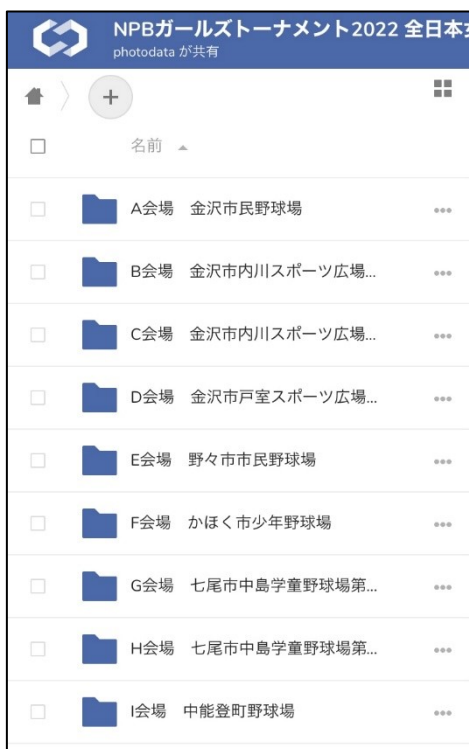 NPBガールズトーナメント2022 全日本
photodata が共有
名前
A会場 金沢市民野球場
B会場 金沢市内川スポーツ広場...
C会場 金沢市内川スポーツ広場...
D会場 金沢市戸室スポーツ広場...
E会場 野々市市民野球場
F会場 かほく市少年野球場
G会場 七尾市中島学童野球場第...
H会場 七尾市中島学童野球場第...
I会場 中能登町野球場